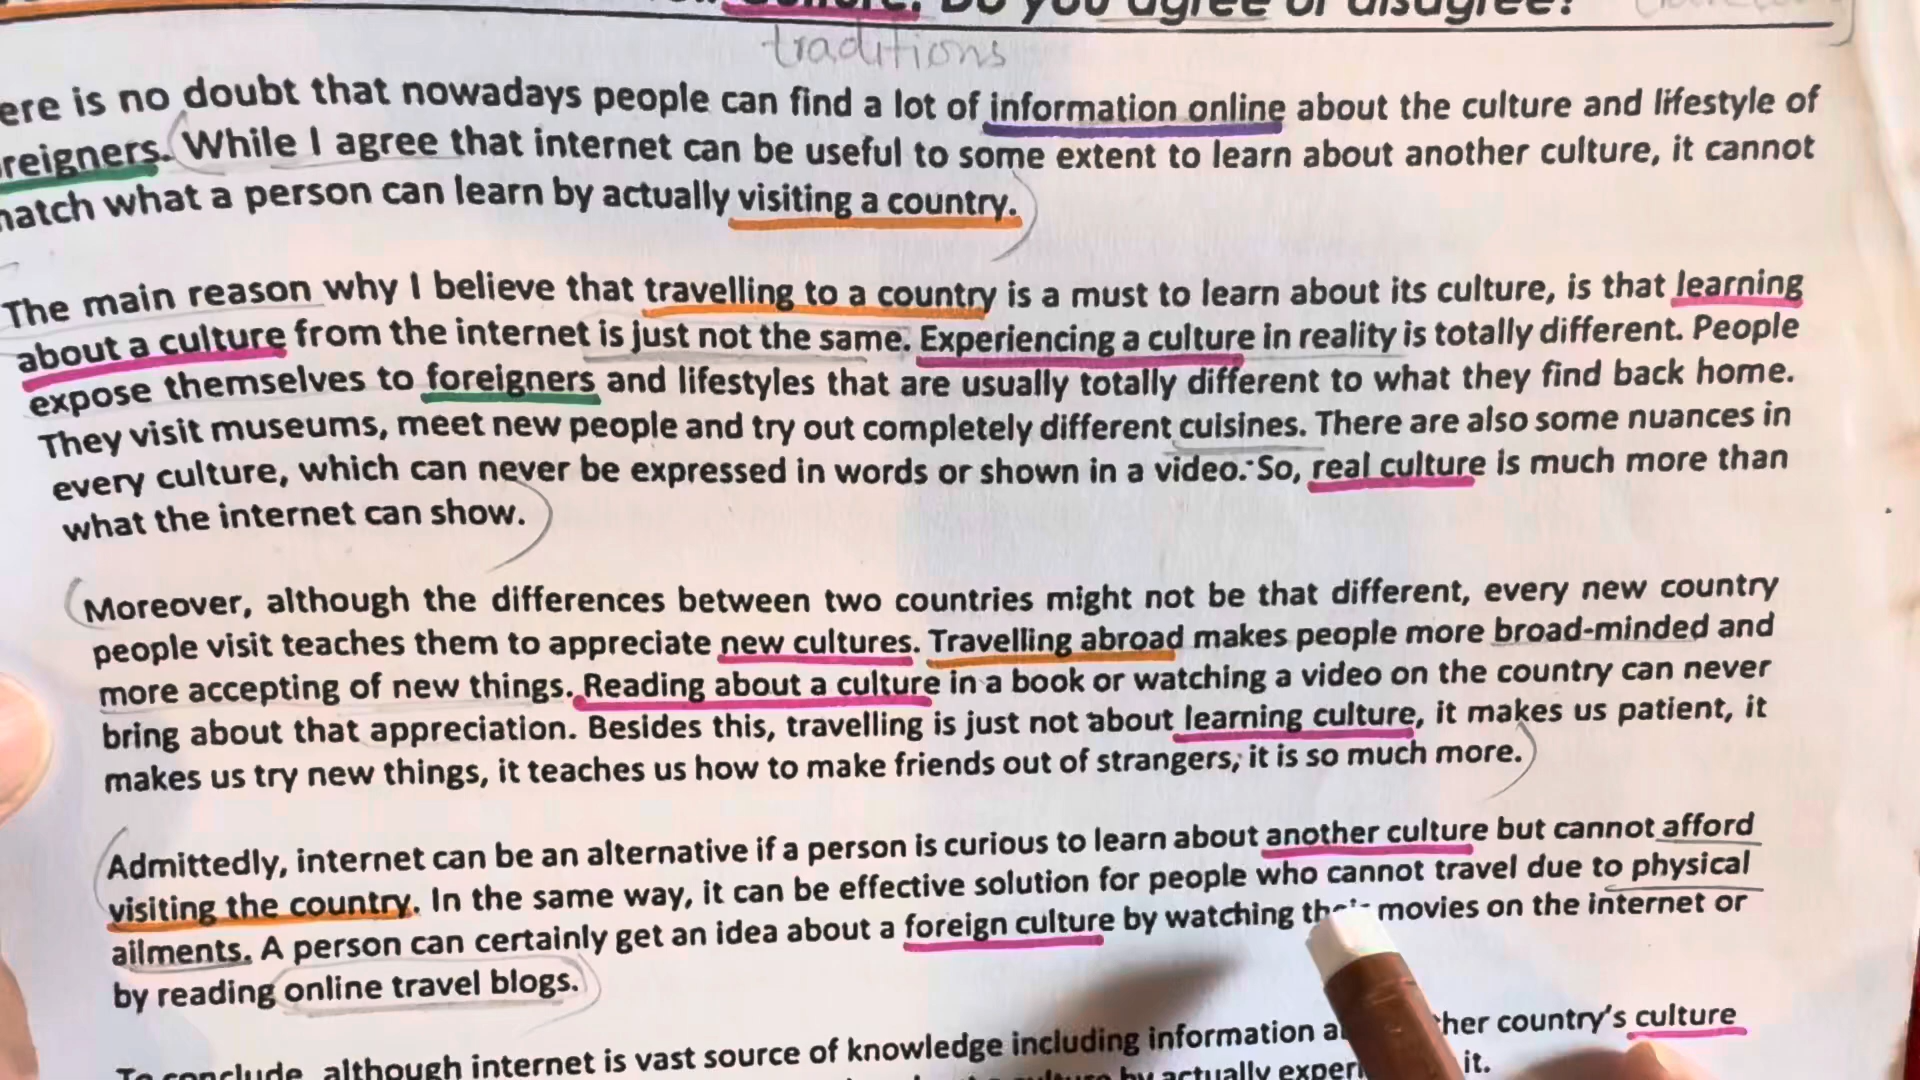 Do you agree or disagree?
traditions
ere is no doubt that nowadays people can find a lot of information online about the culture and lifestyle of
reigners. While I agree that internet can be useful to some extent to learn about another culture, it cannot
match what a person can learn by actually visiting a country.
The main reason why I believe that travelling to a country is a must to learn about its culture, is that learning
about a culture from the internet is just not the same. Experiencing a culture in reality is totally different. People
expose themselves to foreigners and lifestyles that are usually totally different to what they find back home.
They visit museums, meet new people and try out completely different cuisines. There are also some nuances in
every culture, which can never be expressed in words or shown in a video. So, real culture is much more than
what the internet can show.
Moreover, although the differences between two countries might not be that different, every new country
people visit teaches them to appreciate new cultures. Travelling abroad makes people more broad-minded and
more accepting of new things. Reading about a culture in a book or watching a video on the country can never
bring about that appreciation. Besides this, travelling is just not about learning culture, it makes us patient, it
makes us try new things, it teaches us how to make friends out of strangers; it is so much more.
Admittedly, internet can be an alternative if a person is curious to learn about another culture but cannot afford
visiting the country. In the same way, it can be effective solution for people who cannot travel due to physical
ailments. A person can certainly get an idea about a foreign culture by watching their movies on the internet or
by reading online travel blogs.
To conclude, although internet is vast source of knowledge including information a her country's culture
by actually experi it.